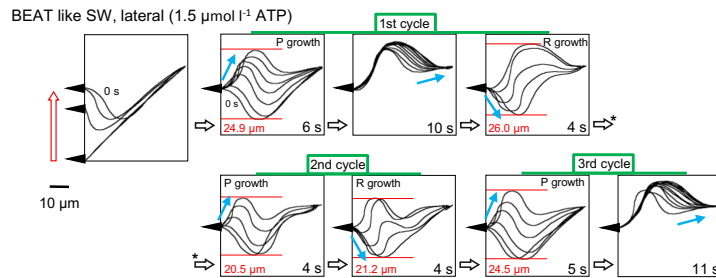 BEAT like SW, lateral (1.5 µmol l⁻¹ ATP)
1st cycle
0 s
P growth
0 s
24.9 µm
6 s
10 s
R growth
26.0 µm
4 s
*
10 µm
2nd cycle
3rd cycle
*
P growth
20.5 µm
4 s
R growth
21.2 µm
4 s
P growth
24.5 µm
5 s
11 s